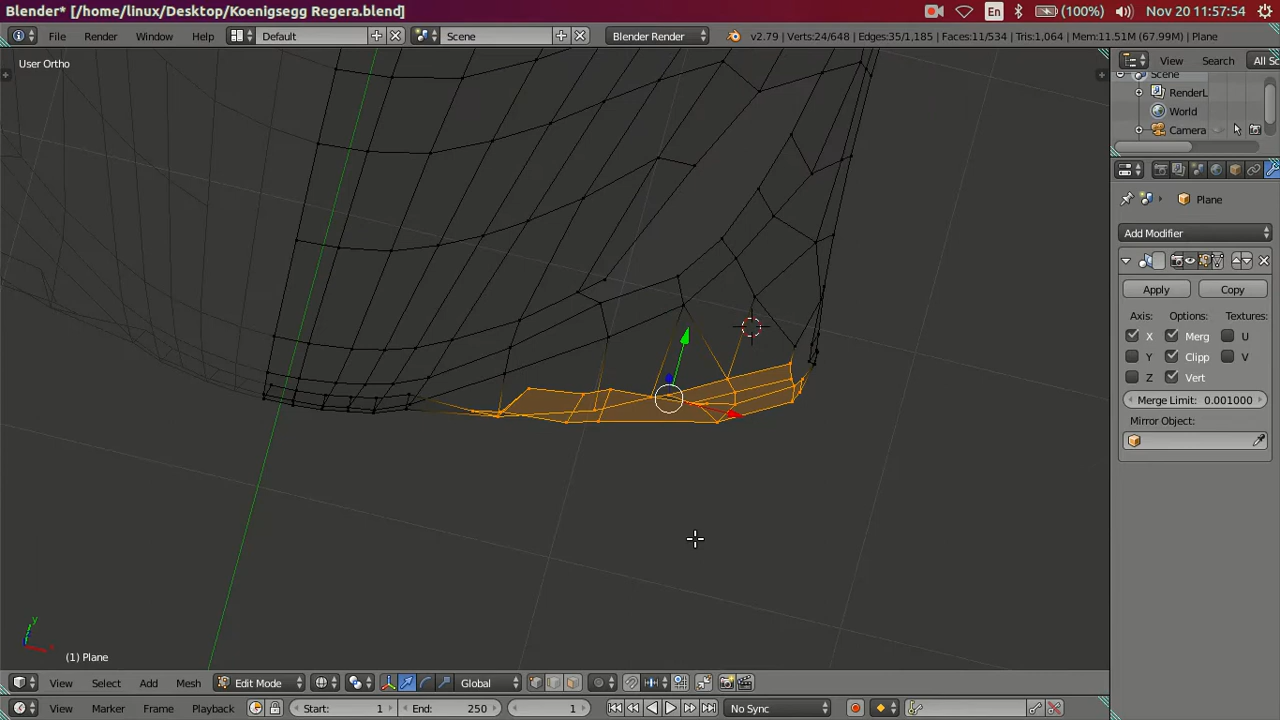 Blender* [/home/linux/Desktop/Koenigsegg Regera.blend] En (100%) Nov 20 11:57:54
File Render Window Help Default Scene Blender Render v2.79 | Verts:24/648 | Edges:35/1,185 | Faces:11/534 | Tris:1,064 | Mem:11.51M (67.99M) | Plane
User Ortho
View Search All Sc
Scene
RenderL
World
Camera
Plane
Add Modifier
Apply Copy
Axis: Options: Textures:
X Merg U
Y Clipp V
Z Vert
Merge Limit: 0.001000
Mirror Object:
y
x
(1) Plane
View Select Add Mesh Edit Mode Global
View Marker Frame Playback Start: 1 End: 250 1 No Sync